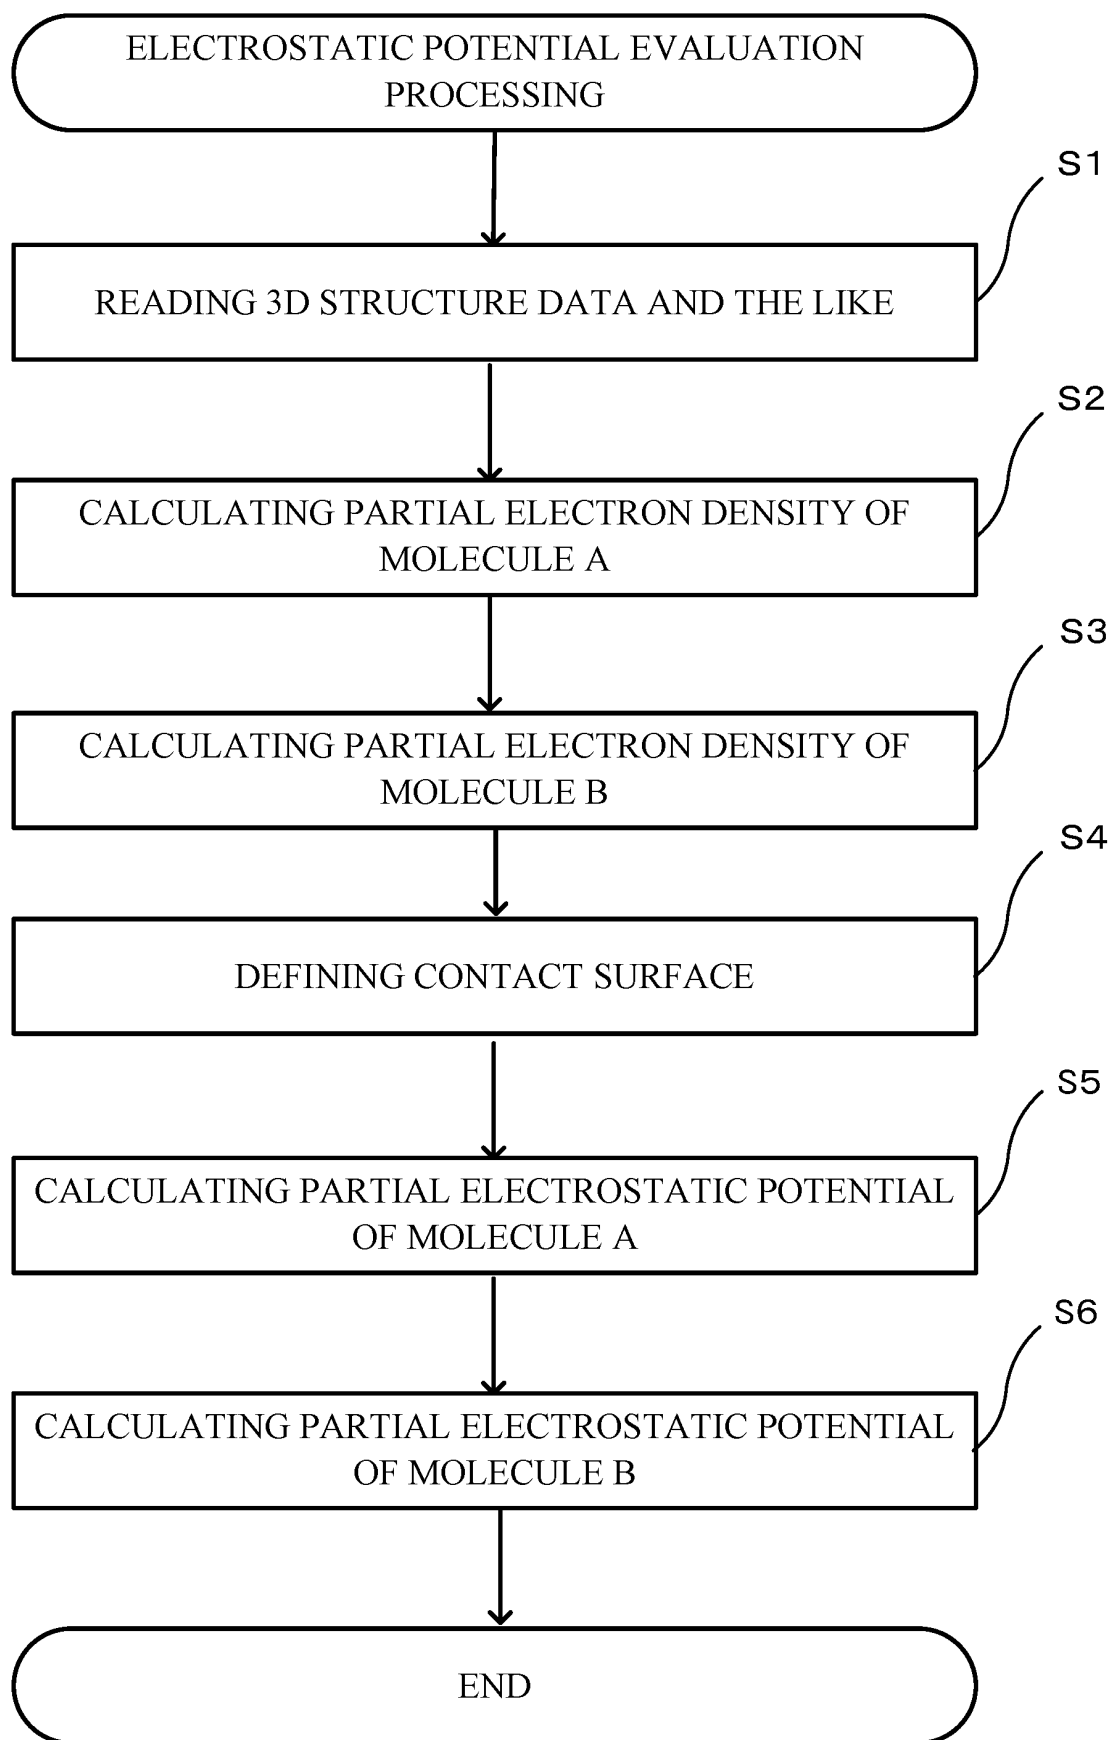 ELECTROSTATIC POTENTIAL EVALUATION
PROCESSING
S1
READING 3D STRUCTURE DATA AND THE LIKE
S2
CALCULATING PARTIAL ELECTRON DENSITY OF
MOLECULE A
S3
CALCULATING PARTIAL ELECTRON DENSITY OF
MOLECULE B
S4
DEFINING CONTACT SURFACE
S5
CALCULATING PARTIAL ELECTROSTATIC POTENTIAL
OF MOLECULE A
S6
CALCULATING PARTIAL ELECTROSTATIC POTENTIAL
OF MOLECULE B
END